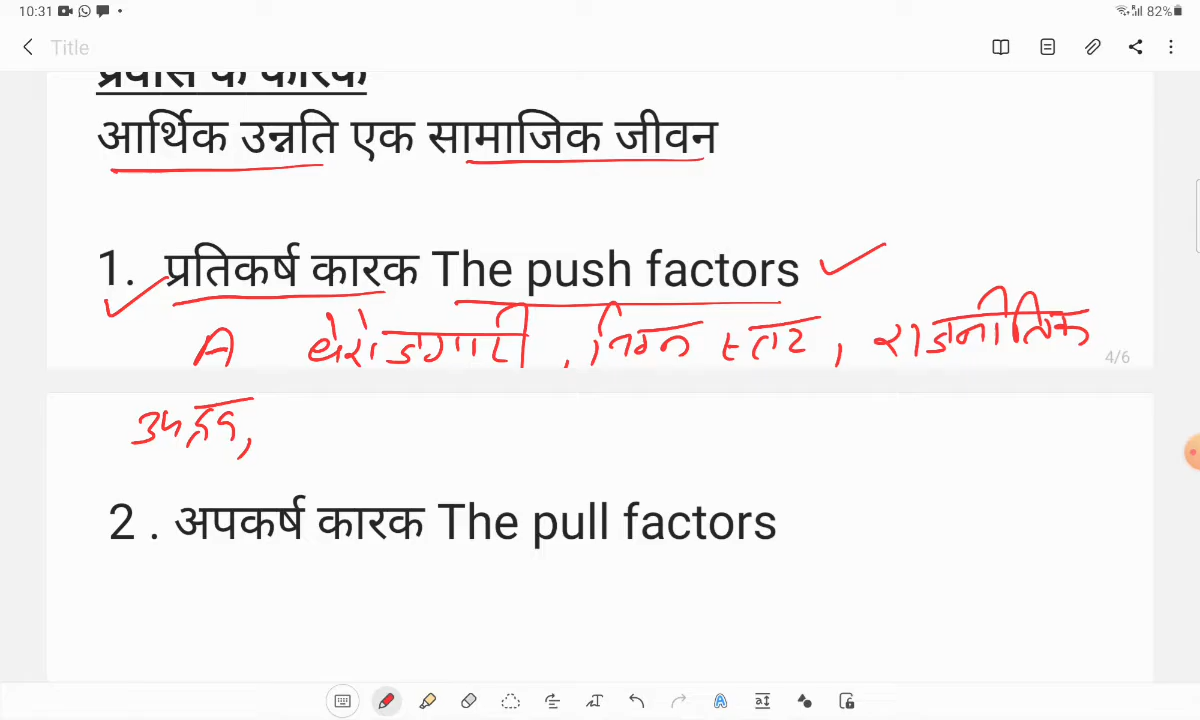 10:31
82%
Title
प्रवास के कारक
आर्थिक उन्नति एक सामाजिक जीवन
1. प्रतिकर्ष कारक The push factors
A बेरोजगारी, निम्न स्तर, राजनीतिक
4/6
उपद्रव,
2 . अपकर्ष कारक The pull factors